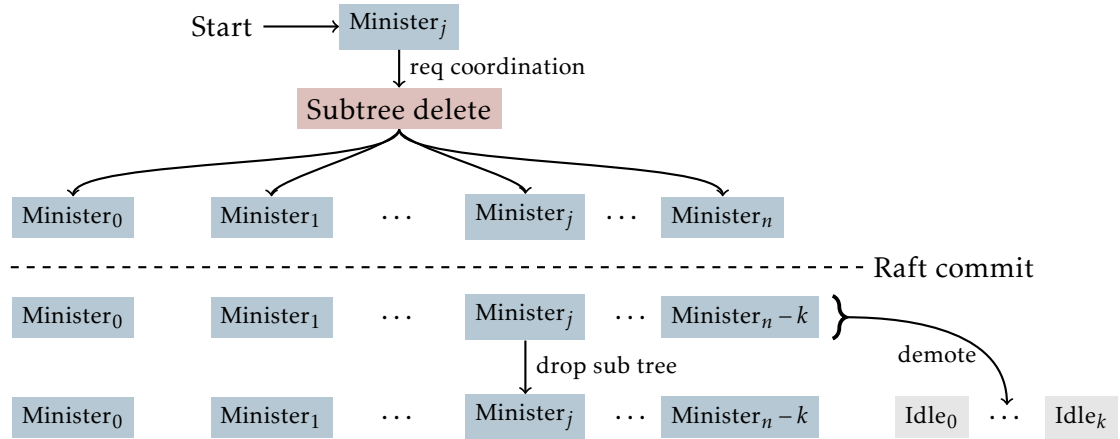 Start Minister_j
req coordination
Subtree delete
Minister_0 Minister_1 ... Minister_j ... Minister_n
Raft commit
Minister_0 Minister_1 ... Minister_j ... Minister_n–k
drop sub tree demote
Minister_0 Minister_1 ... Minister_j ... Minister_n–k Idle_0 ... Idle_k